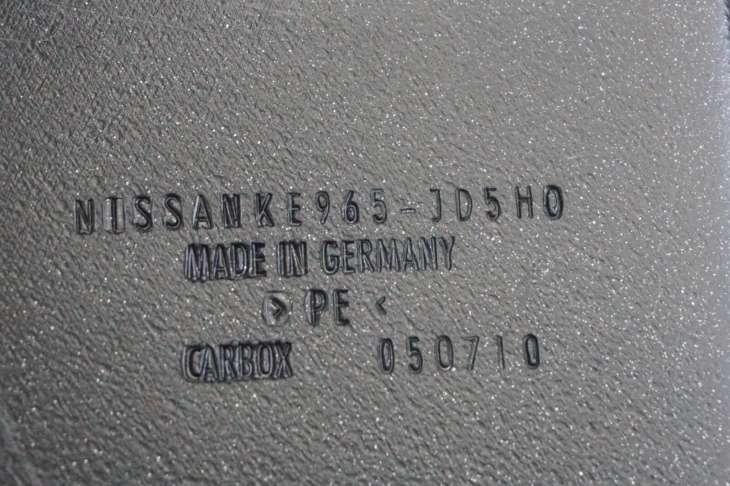 NISSANKE965-JD5H0
MADE IN GERMANY
> PE <
CARBOX 050710